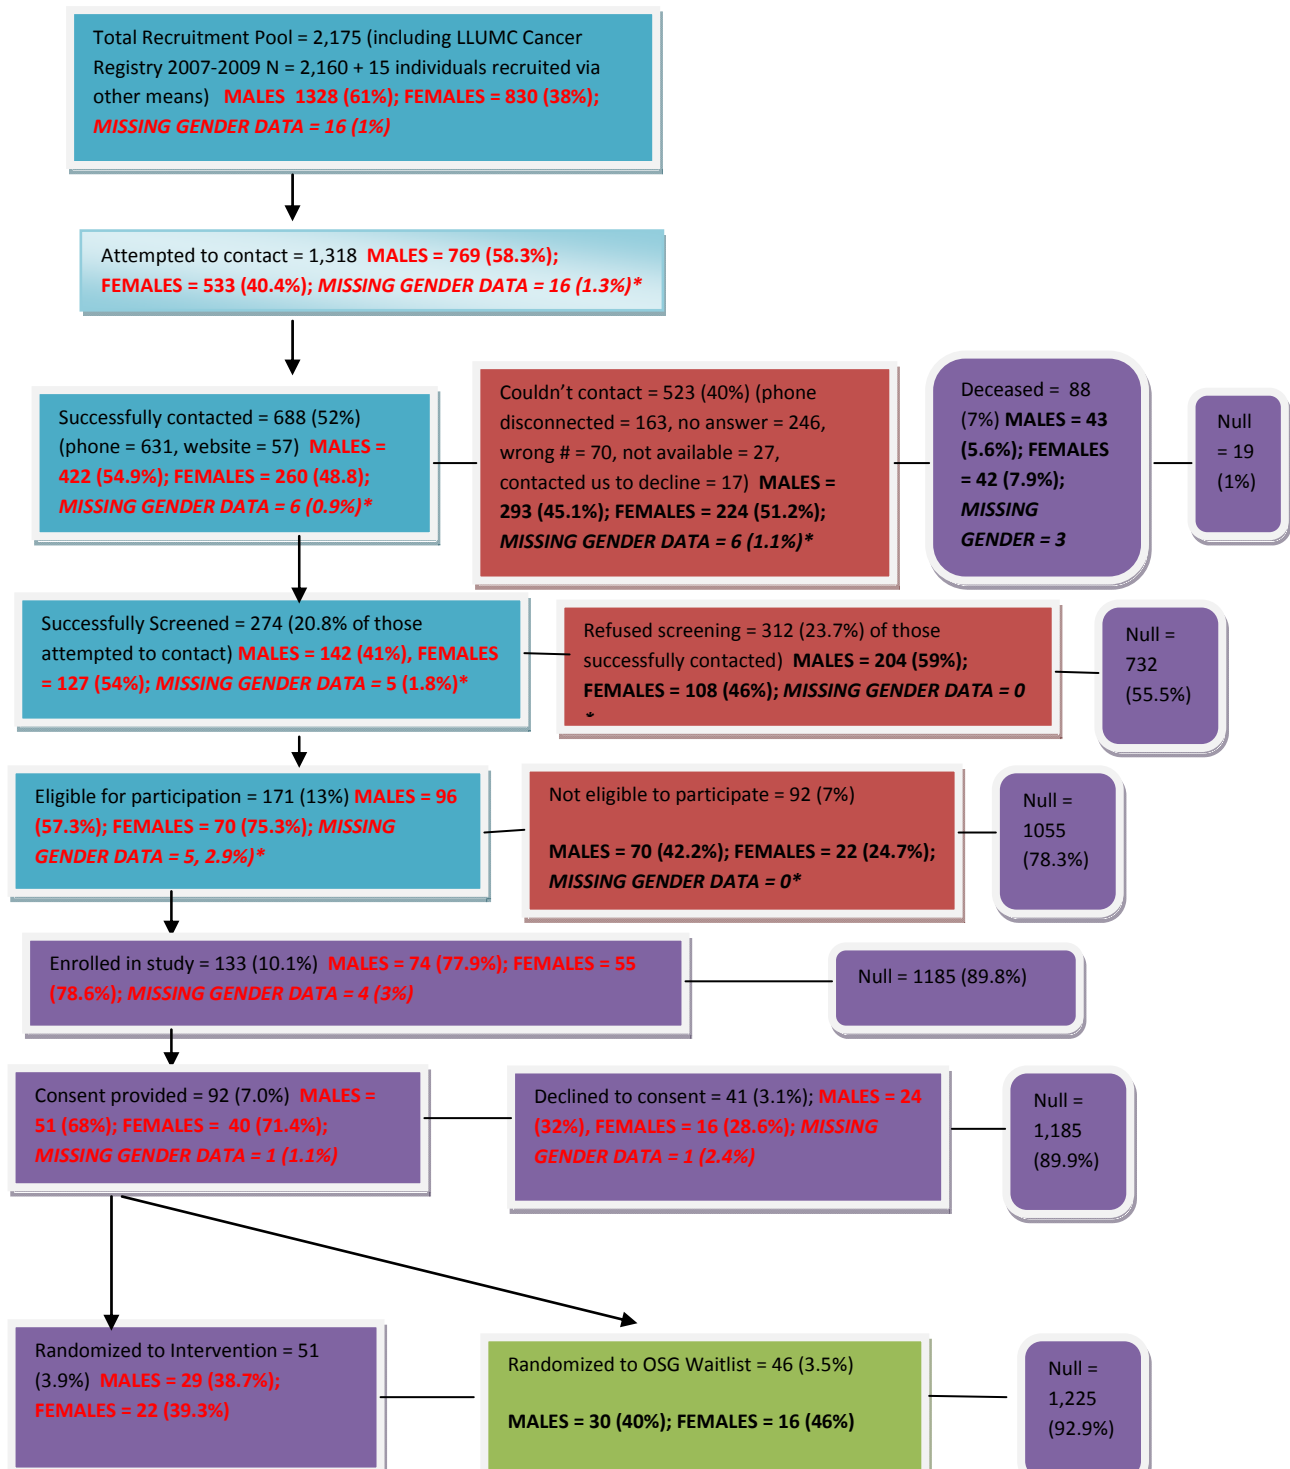 Total Recruitment Pool = 2,175 (including LLUMC Cancer
Registry 2007-2009 N = 2,160 + 15 individuals recruited via
other means) MALES 1328 (61%); FEMALES = 830 (38%);
MISSING GENDER DATA = 16 (1%)
Attempted to contact = 1,318 MALES = 769 (58.3%);
FEMALES = 533 (40.4%); MISSING GENDER DATA = 16 (1.3%)*
Successfully contacted = 688 (52%)
(phone = 631, website = 57) MALES =
422 (54.9%); FEMALES = 260 (48.8);
MISSING GENDER DATA = 6 (0.9%)*
Couldn’t contact = 523 (40%) (phone
disconnected = 163, no answer = 246,
wrong # = 70, not available = 27,
contacted us to decline = 17) MALES =
293 (45.1%); FEMALES = 224 (51.2%);
MISSING GENDER DATA = 6 (1.1%)*
Deceased = 88
(7%) MALES = 43
(5.6%); FEMALES
= 42 (7.9%);
MISSING
GENDER = 3
Null
= 19
(1%)
Successfully Screened = 274 (20.8% of those
attempted to contact) MALES = 142 (41%), FEMALES
= 127 (54%); MISSING GENDER DATA = 5 (1.8%)*
Refused screening = 312 (23.7%) of those
successfully contacted) MALES = 204 (59%);
FEMALES = 108 (46%); MISSING GENDER DATA = 0
*
Null =
732
(55.5%)
Eligible for participation = 171 (13%) MALES = 96
(57.3%); FEMALES = 70 (75.3%); MISSING
GENDER DATA = 5, 2.9%)*
Not eligible to participate = 92 (7%)
MALES = 70 (42.2%); FEMALES = 22 (24.7%);
MISSING GENDER DATA = 0*
Null =
1055
(78.3%)
Enrolled in study = 133 (10.1%) MALES = 74 (77.9%); FEMALES = 55
(78.6%); MISSING GENDER DATA = 4 (3%)
Null = 1185 (89.8%)
Consent provided = 92 (7.0%) MALES =
51 (68%); FEMALES = 40 (71.4%);
MISSING GENDER DATA = 1 (1.1%)
Declined to consent = 41 (3.1%); MALES = 24
(32%), FEMALES = 16 (28.6%); MISSING
GENDER DATA = 1 (2.4%)
Null =
1,185
(89.9%)
Randomized to Intervention = 51
(3.9%) MALES = 29 (38.7%);
FEMALES = 22 (39.3%)
Randomized to OSG Waitlist = 46 (3.5%)
MALES = 30 (40%); FEMALES = 16 (46%)
Null =
1,225
(92.9%)